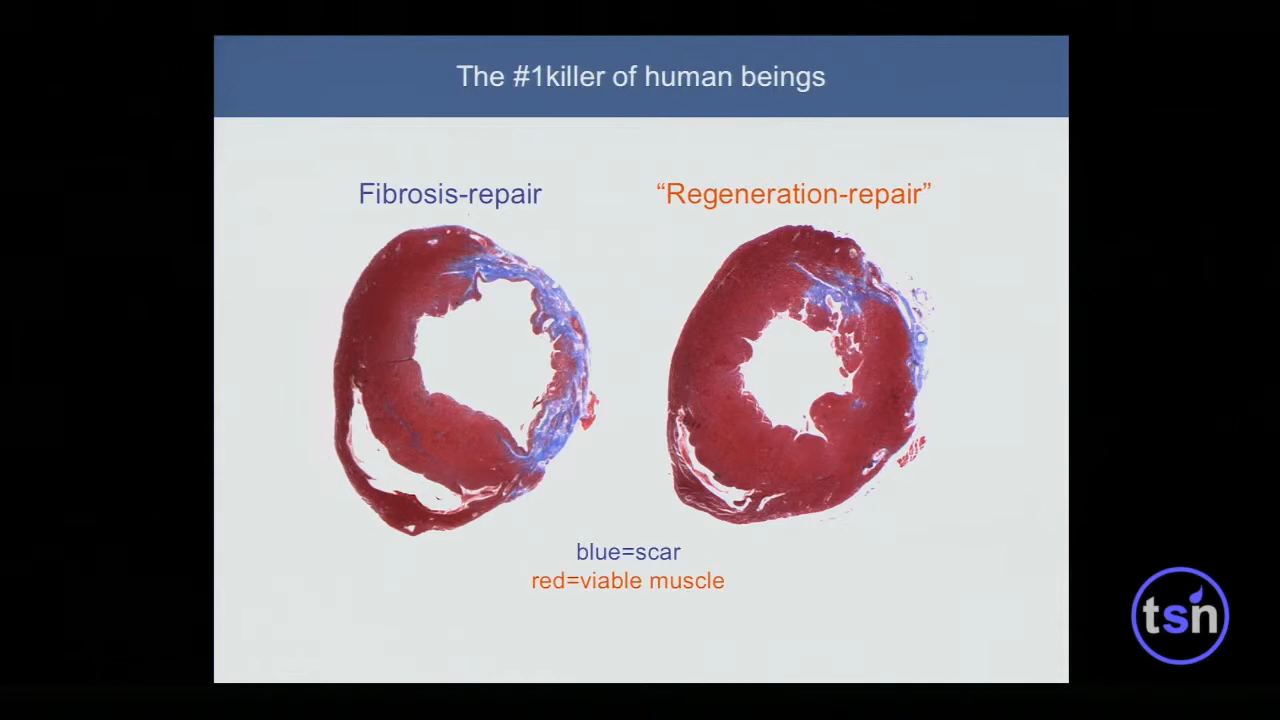 The #1killer of human beings
Fibrosis-repair
“Regeneration-repair”
blue=scar
red=viable muscle
tsn